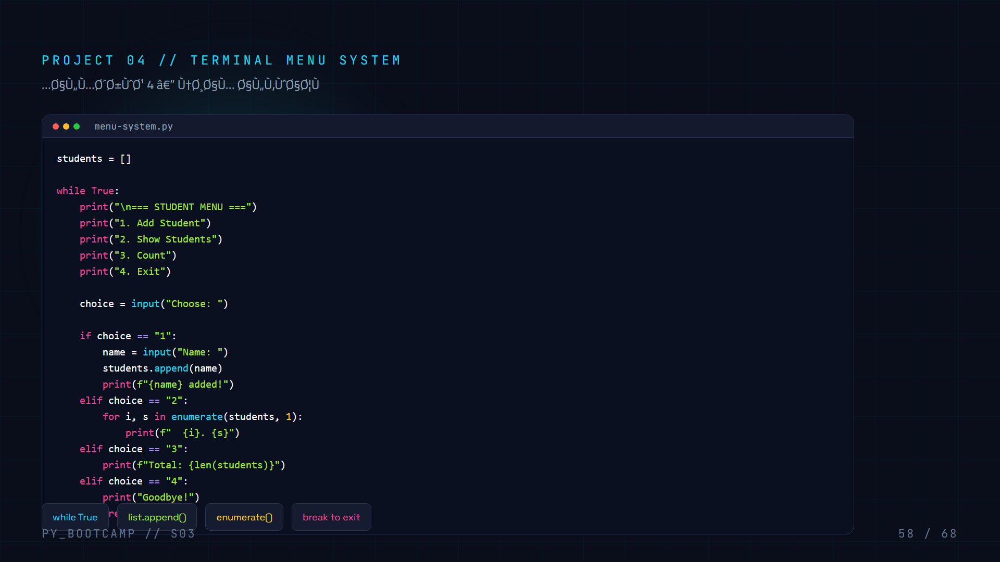 PROJECT 04 // TERMINAL MENU SYSTEM
...Ø§Ù„Ù…Ø´Ø±ÙˆØ¹ 4 â€” Ù†Ø¸Ø§Ù… Ø§Ù„Ù‚ÙˆØ§Ø¦Ù
menu-system.py
students = []
while True:
    print("\n=== STUDENT MENU ===")
    print("1. Add Student")
    print("2. Show Students")
    print("3. Count")
    print("4. Exit")
    choice = input("Choose: ")
    if choice == "1":
        name = input("Name: ")
        students.append(name)
        print(f"{name} added!")
    elif choice == "2":
        for i, s in enumerate(students, 1):
            print(f"  {i}. {s}")
    elif choice == "3":
        print(f"Total: {len(students)}")
    elif choice == "4":
        print("Goodbye!")
while True
list.append()
enumerate()
break to exit
PY_BOOTCAMP // S03
58 / 68